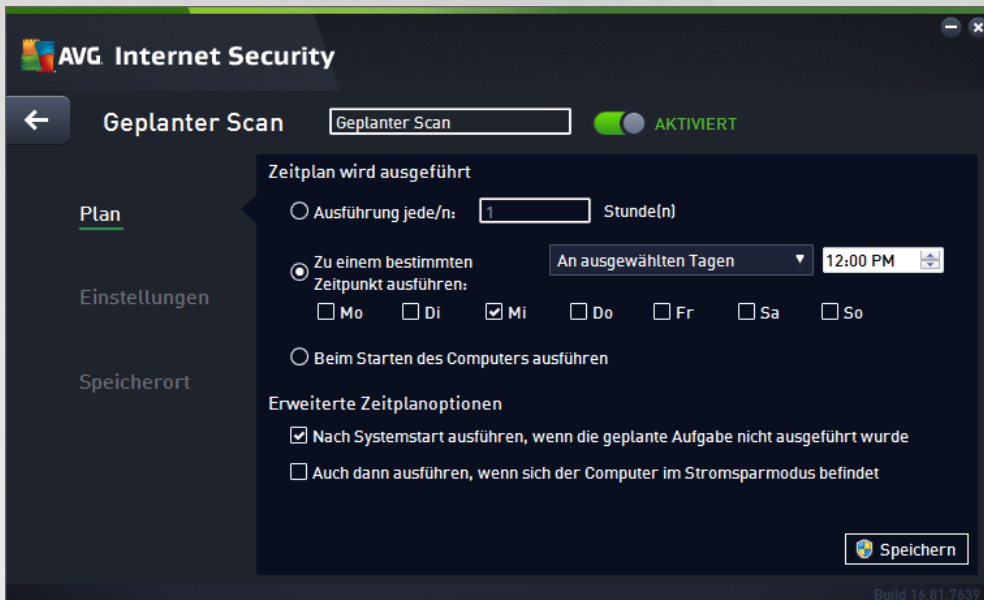 AVG. Internet Security
Geplanter Scan
Geplanter Scan
AKTIVIERT
Plan
Einstellungen
Speicherort
Zeitplan wird ausgeführt
Ausführung jede/n: 1 Stunde(n)
Zu einem bestimmten
Zeitpunkt ausführen:
An ausgewählten Tagen
12:00 PM
Mo Di Mi Do Fr Sa So
Beim Starten des Computers ausführen
Erweiterte Zeitplanoptionen
Nach Systemstart ausführen, wenn die geplante Aufgabe nicht ausgeführt wurde
Auch dann ausführen, wenn sich der Computer im Stromsparmodus befindet
Speichern
Build 16.81.7639